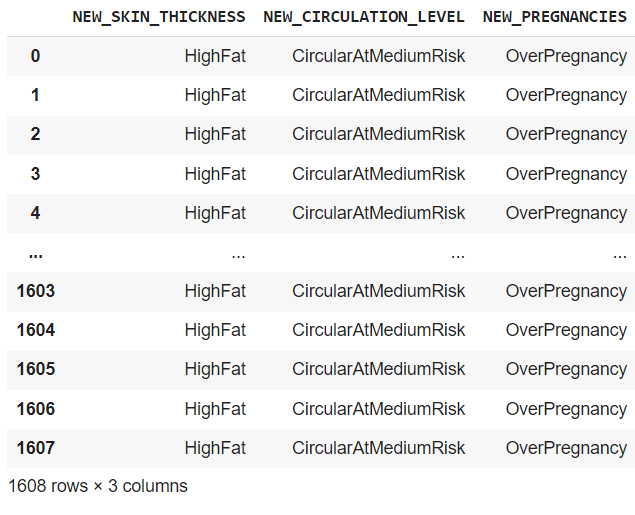 NEW_SKIN_THICKNESS NEW_CIRCULATION_LEVEL NEW_PREGNANCIES
0 HighFat CircularAtMediumRisk OverPregnancy
1 HighFat CircularAtMediumRisk OverPregnancy
2 HighFat CircularAtMediumRisk OverPregnancy
3 HighFat CircularAtMediumRisk OverPregnancy
4 HighFat CircularAtMediumRisk OverPregnancy
... ... ... ...
1603 HighFat CircularAtMediumRisk OverPregnancy
1604 HighFat CircularAtMediumRisk OverPregnancy
1605 HighFat CircularAtMediumRisk OverPregnancy
1606 HighFat CircularAtMediumRisk OverPregnancy
1607 HighFat CircularAtMediumRisk OverPregnancy
1608 rows × 3 columns